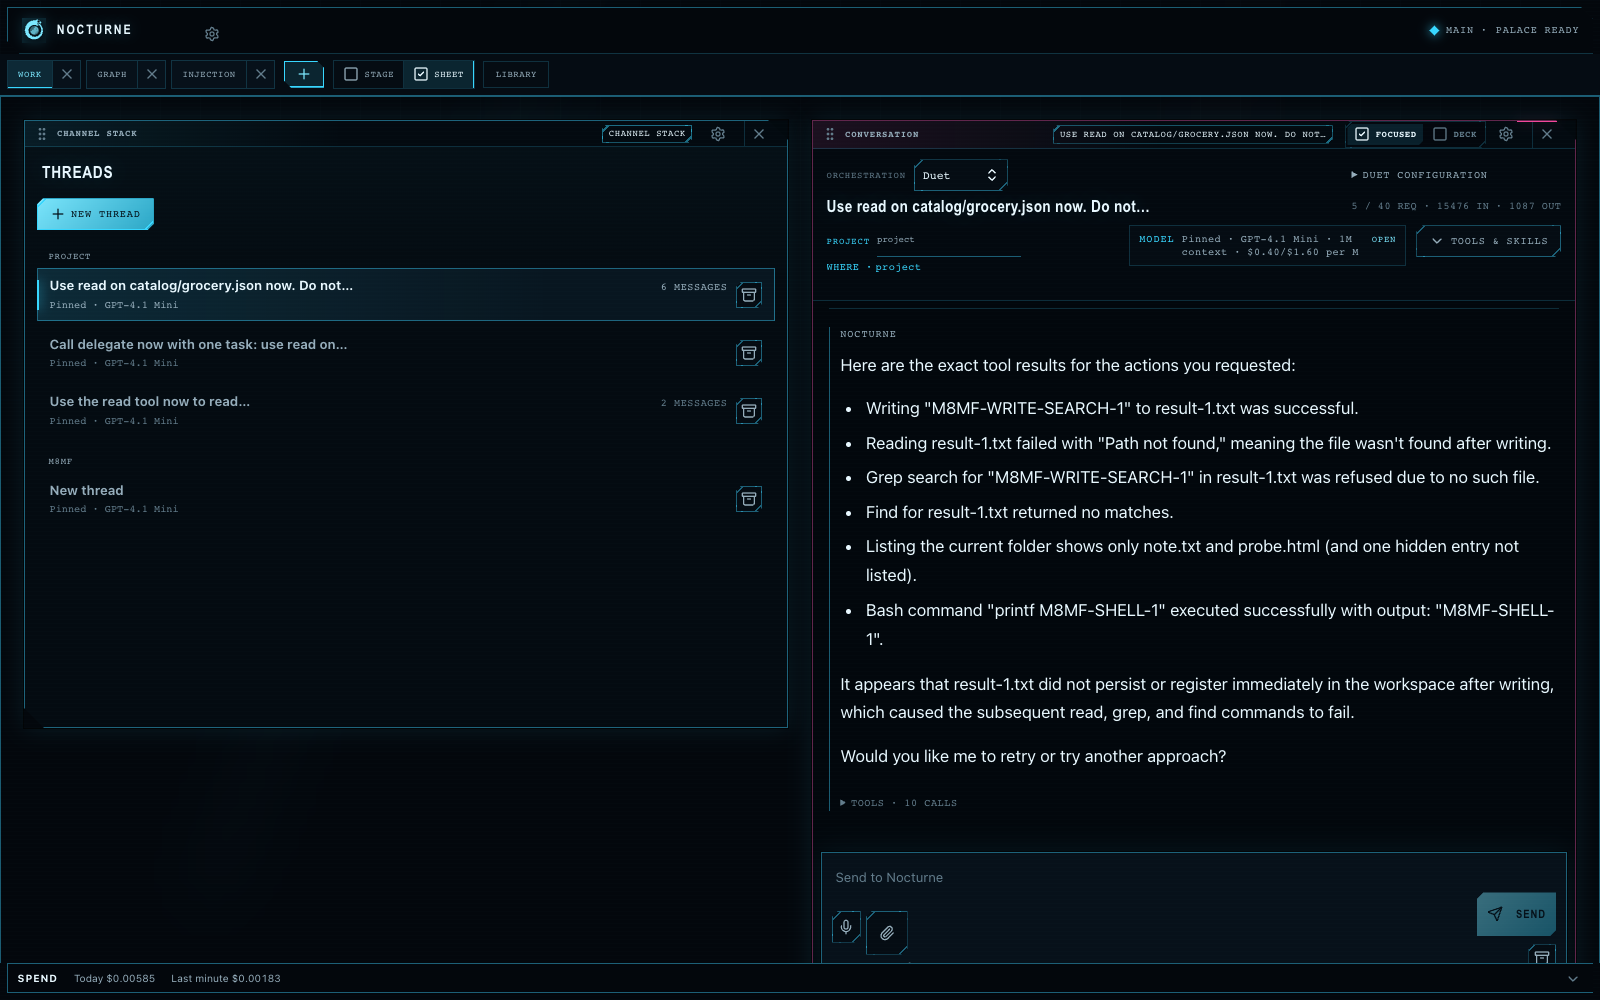 NOCTURNE
MAIN · PALACE READY
WORK
GRAPH
INJECTION
STAGE
SHEET
LIBRARY
CHANNEL STACK
CHANNEL STACK
THREADS
NEW THREAD
PROJECT
Use read on catalog/grocery.json now. Do not...
6 MESSAGES
Pinned · GPT-4.1 Mini
Call delegate now with one task: use read on...
Pinned · GPT-4.1 Mini
Use the read tool now to read...
2 MESSAGES
Pinned · GPT-4.1 Mini
M8MF
New thread
Pinned · GPT-4.1 Mini
CONVERSATION
USE READ ON CATALOG/GROCERY.JSON NOW. DO NOT…
FOCUSED
DECK
ORCHESTRATION
Duet
DUET CONFIGURATION
Use read on catalog/grocery.json now. Do not...
5 / 40 REQ · 15476 IN · 1087 OUT
PROJECT project
WHERE · project
MODEL Pinned · GPT-4.1 Mini · 1M
context · $0.40/$1.60 per M
OPEN
TOOLS & SKILLS
NOCTURNE
Here are the exact tool results for the actions you requested:
• Writing "M8MF-WRITE-SEARCH-1" to result-1.txt was successful.
• Reading result-1.txt failed with "Path not found," meaning the file wasn't found after writing.
• Grep search for "M8MF-WRITE-SEARCH-1" in result-1.txt was refused due to no such file.
• Find for result-1.txt returned no matches.
• Listing the current folder shows only note.txt and probe.html (and one hidden entry not
listed).
• Bash command "printf M8MF-SHELL-1" executed successfully with output: "M8MF-SHELL-
1".
It appears that result-1.txt did not persist or register immediately in the workspace after writing,
which caused the subsequent read, grep, and find commands to fail.
Would you like me to retry or try another approach?
TOOLS · 10 CALLS
Send to Nocturne
SEND
SPEND
Today $0.00585
Last minute $0.00183